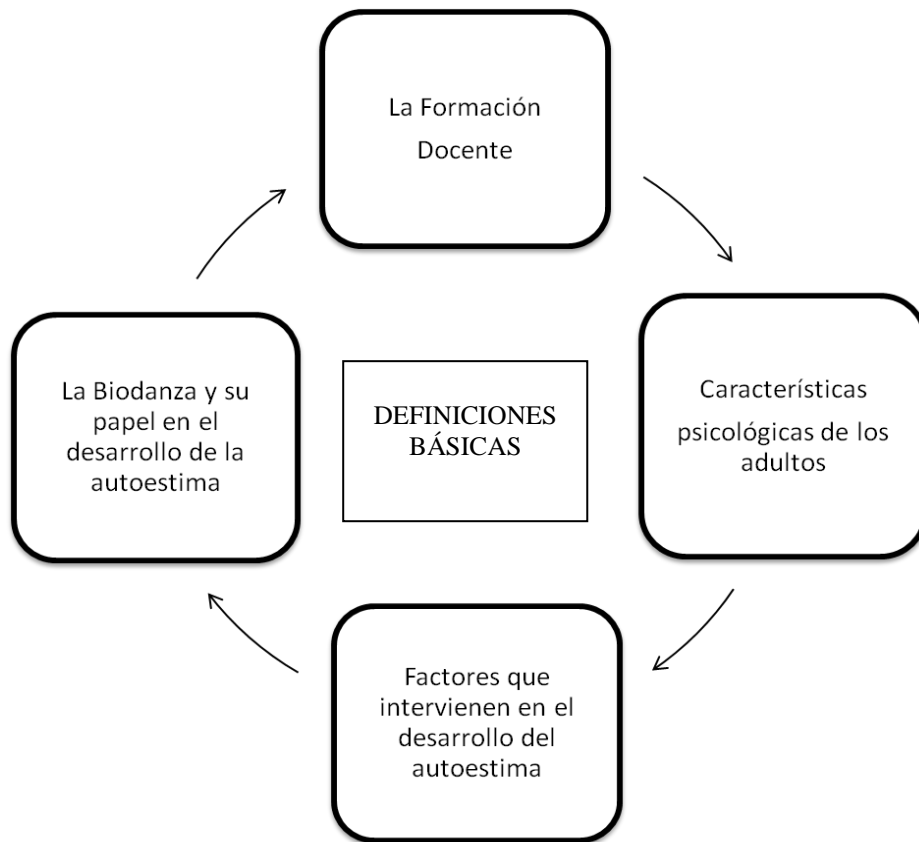 La Formación
Docente
Características
psicológicas de los
adultos
Factores que
intervienen en el
desarrollo del
autoestima
La Biodanza y su
papel en el
desarrollo de la
autoestima
DEFINICIONES
BÁSICAS